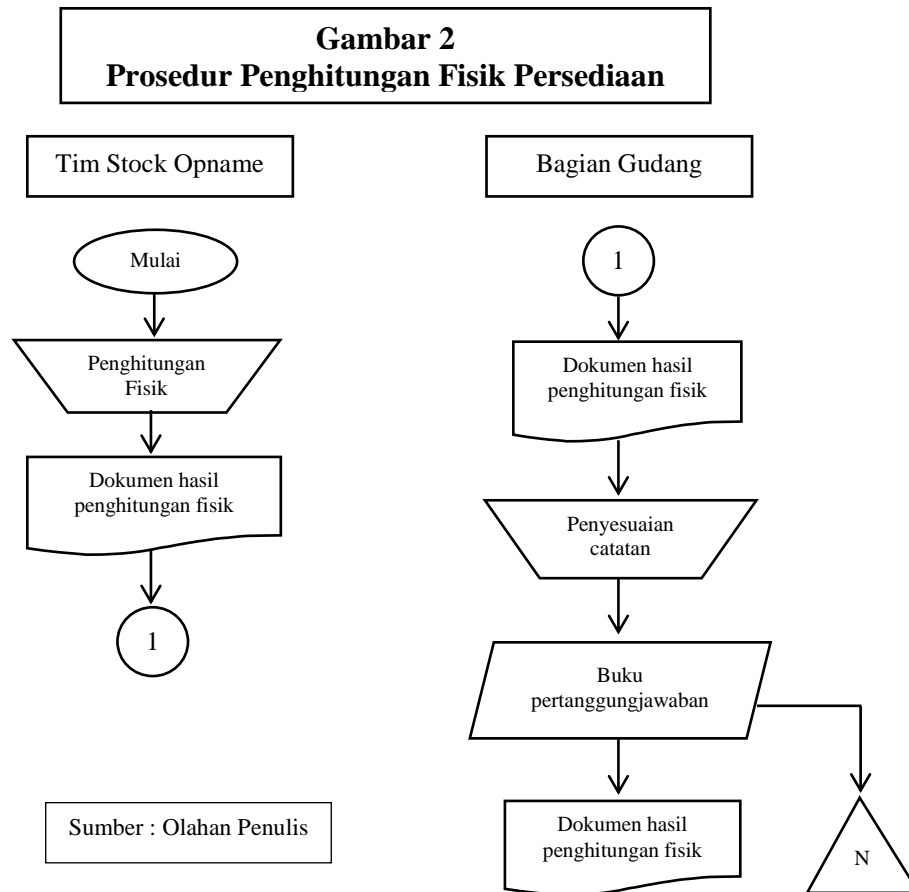 Gambar 2
Prosedur Penghitungan Fisik Persediaan
Tim Stock Opname
Mulai
Penghitungan
Fisik
Dokumen hasil
penghitungan fisik
1
Sumber : Olahan Penulis
Bagian Gudang
1
Dokumen hasil
penghitungan fisik
Penyesuaian
catatan
Buku
pertanggungjawaban
Dokumen hasil
penghitungan fisik
N